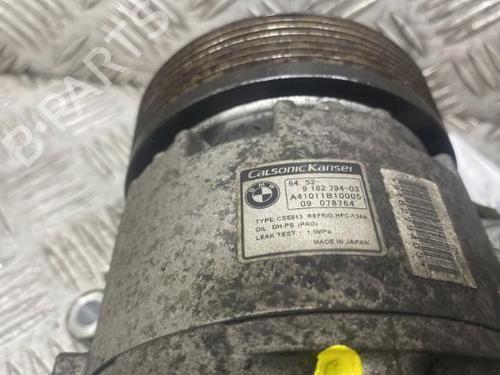 CalsonicKansei
BMW
64 52-
9 182 794-03
A41011B10005
09 078764
TYPE: CSE613 REFRIG HFC-134a
OIL DH-PS (PAG)
LEAK TEST : 1.5MPa
MADE IN JAPAN
B-PARTS